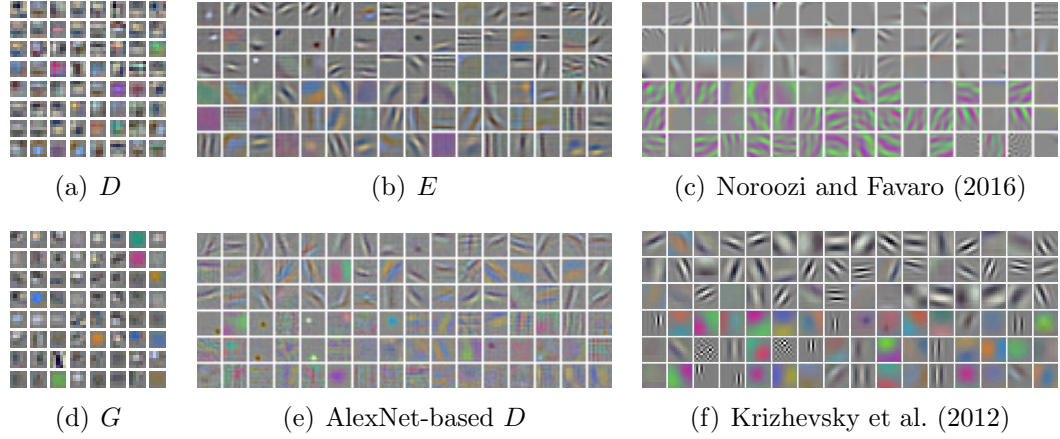 (a) D
(b) E
(c) Noroozi and Favaro (2016)
(d) G
(e) AlexNet-based D
(f) Krizhevsky et al. (2012)